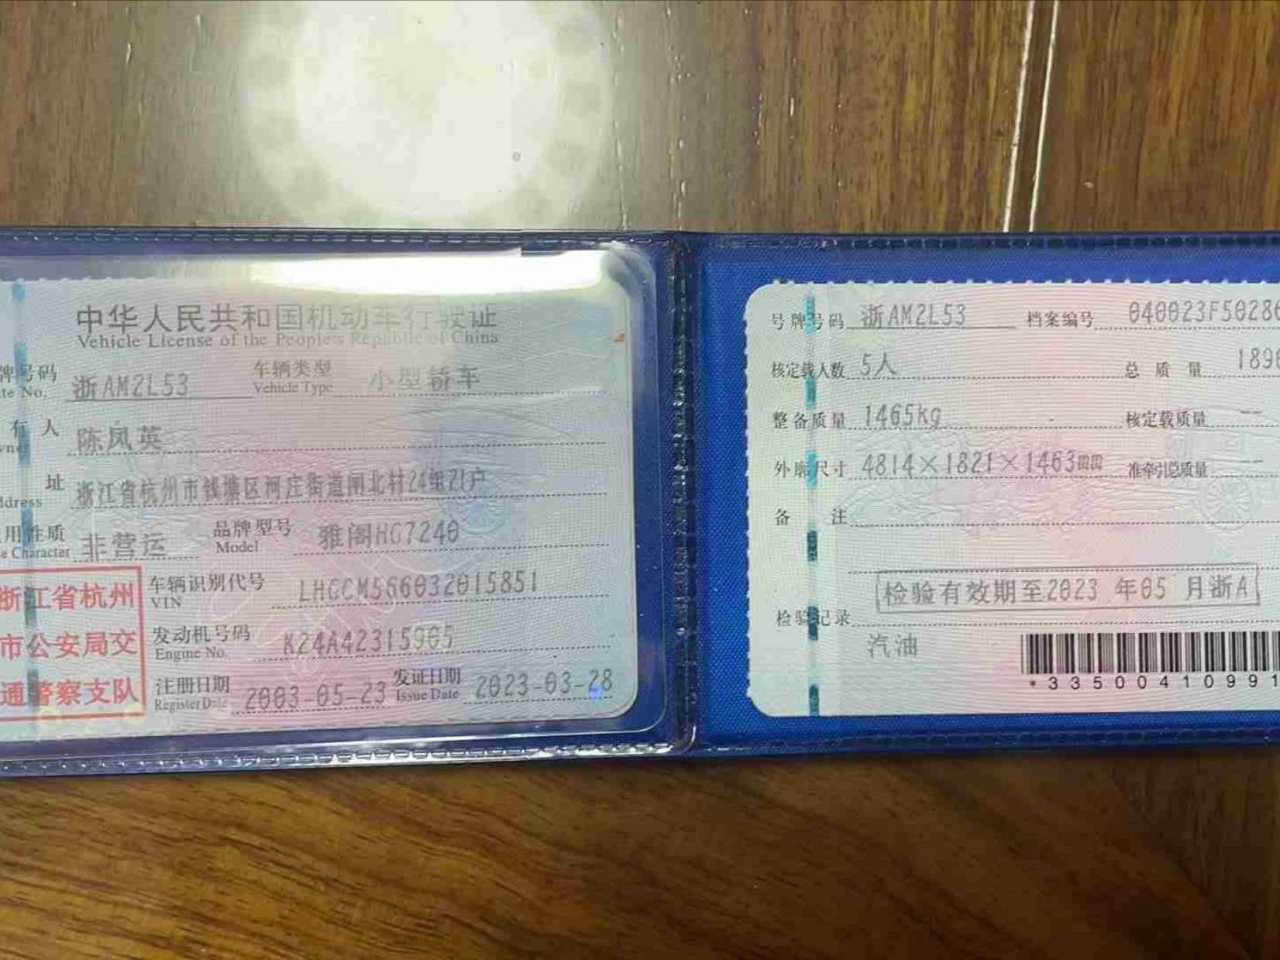 中华人民共和国机动车行驶证
Vehicle License of the People's Republic of China
牌号码 浙AM2L53 车辆类型 小型轿车
te No. Vehicle Type
有人 陈凤英
址 浙江省杭州市钱塘区河庄街道闸北村24组21户
ddress
用性质 非营运 品牌型号 雅阁HG7240
e Character Model
浙江省杭州
市公安局交
通警察支队
车辆识别代号 LHGCM566032015851
VIN
发动机号码 K24A42315905
Engine No.
注册日期 2003-05-23 发证日期 2023-03-28
Register Date Issue Date
号牌号码 浙AM2L53 档案编号 040023F50286
核定载人数 5人 总质量 1890
整备质量 1465kg 核定载质量 --
外廓尺寸 4814×1821×1463mm 准牵引总质量 --
备注
检验有效期至2023年05月浙A
检验记录
汽油
*33500410991